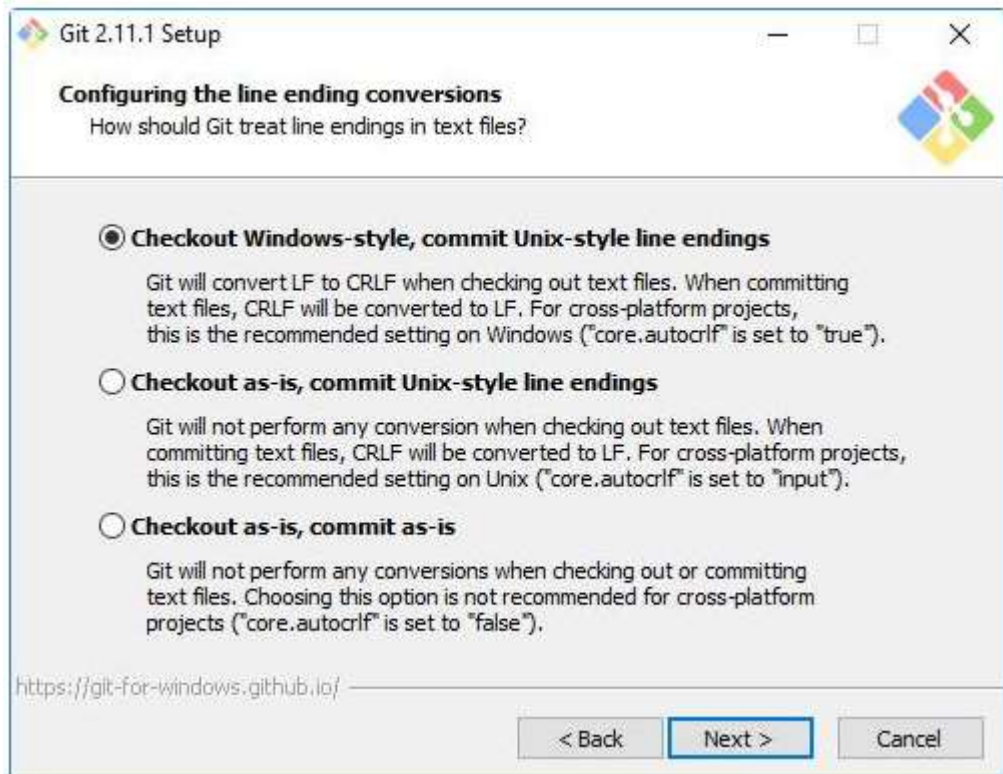 Git 2.11.1 Setup
Configuring the line ending conversions
How should Git treat line endings in text files?
Checkout Windows-style, commit Unix-style line endings
Git will convert LF to CRLF when checking out text files. When committing
text files, CRLF will be converted to LF. For cross-platform projects,
this is the recommended setting on Windows ("core.autocrlf" is set to "true").
Checkout as-is, commit Unix-style line endings
Git will not perform any conversion when checking out text files. When
committing text files, CRLF will be converted to LF. For cross-platform projects,
this is the recommended setting on Unix ("core.autocrlf" is set to "input").
Checkout as-is, commit as-is
Git will not perform any conversions when checking out or committing
text files. Choosing this option is not recommended for cross-platform
projects ("core.autocrlf" is set to "false").
https://git-for-windows.github.io/
< Back Next > Cancel